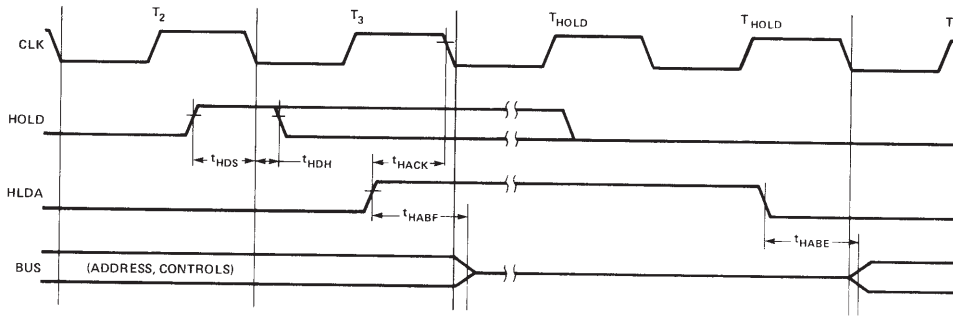 T2 T3 THOLD THOLD T
CLK
HOLD
tHDS tHDH tHACK
HLDA
tHABF tHABE
BUS (ADDRESS, CONTROLS)